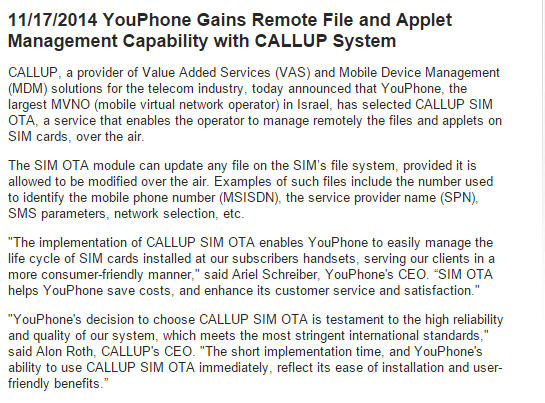 11/17/2014 YouPhone Gains Remote File and Applet
Management Capability with CALLUP System
CALLUP, a provider of Value Added Services (VAS) and Mobile Device Management
(MDM) solutions for the telecom industry, today announced that YouPhone, the
largest MVNO (mobile virtual network operator) in Israel, has selected CALLUP SIM
OTA, a service that enables the operator to manage remotely the files and applets on
SIM cards, over the air.
The SIM OTA module can update any file on the SIM’s file system, provided it is
allowed to be modified over the air. Examples of such files include the number used
to identify the mobile phone number (MSISDN), the service provider name (SPN),
SMS parameters, network selection, etc.
"The implementation of CALLUP SIM OTA enables YouPhone to easily manage the
life cycle of SIM cards installed at our subscribers handsets, serving our clients in a
more consumer-friendly manner," said Ariel Schreiber, YouPhone's CEO. “SIM OTA
helps YouPhone save costs, and enhance its customer service and satisfaction."
"YouPhone's decision to choose CALLUP SIM OTA is testament to the high reliability
and quality of our system, which meets the most stringent international standards,"
said Alon Roth, CALLUP's CEO. "The short implementation time, and YouPhone's
ability to use CALLUP SIM OTA immediately, reflect its ease of installation and user-
friendly benefits.”